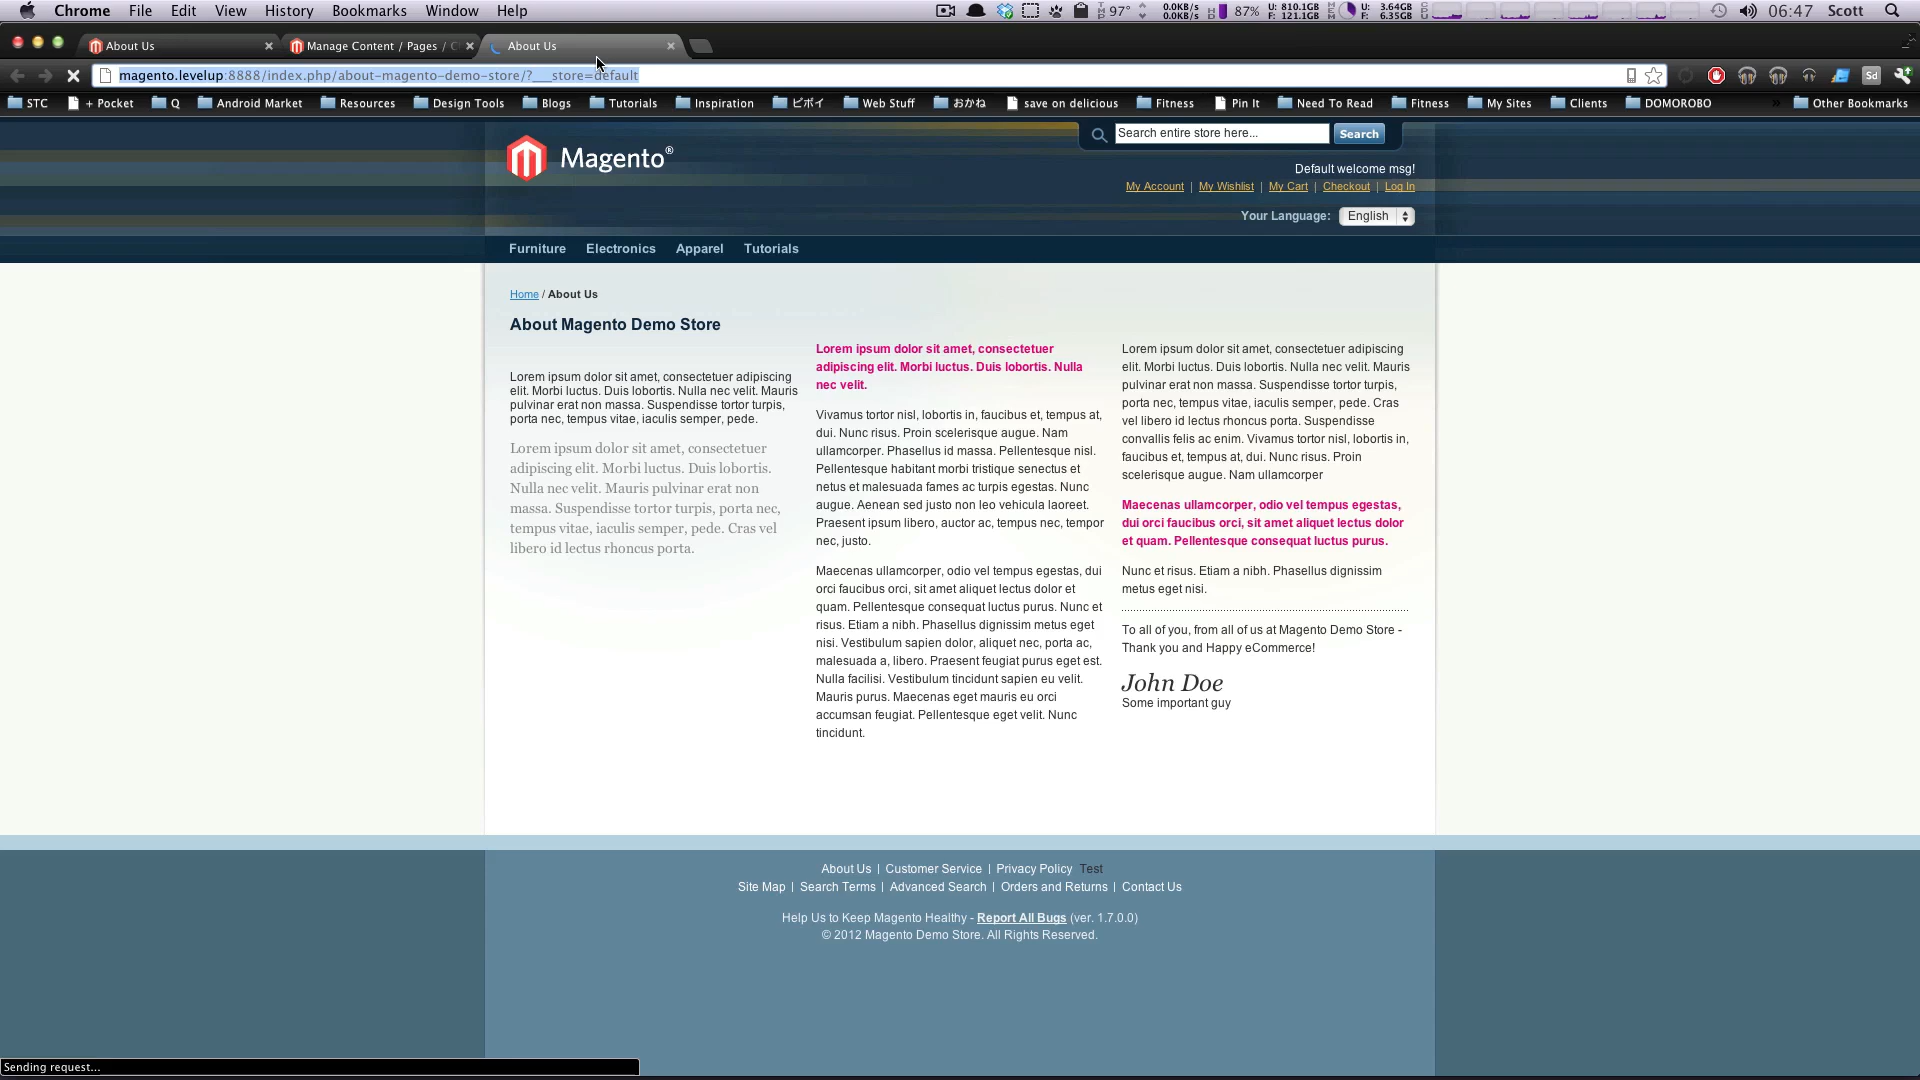 Chrome File Edit View History Bookmarks Window Help 97° 0.0KB/s 0.0KB/s 87% U: 810.1GB F: 121.1GB U: 3.64GB F: 6.35GB 06:47 Scott
About Us Manage Content / Pages / About Us
magento.levelup:8888/index.php/about-magento-demo-store/?___store=default
STC + Pocket Q Android Market Resources Design Tools Blogs Tutorials Inspiration ビボイ Web Stuff おかね save on delicious Fitness Pin It Need To Read Fitness My Sites Clients DOMOROBO » Other Bookmarks
Search entire store here... Search
Magento®
Default welcome msg!
My Account | My Wishlist | My Cart | Checkout | Log In
Your Language: English
Furniture Electronics Apparel Tutorials
Home / About Us
About Magento Demo Store
Lorem ipsum dolor sit amet, consectetuer adipiscing
elit. Morbi luctus. Duis lobortis. Nulla nec velit. Mauris
pulvinar erat non massa. Suspendisse tortor turpis,
porta nec, tempus vitae, iaculis semper, pede.
Lorem ipsum dolor sit amet, consectetuer
adipiscing elit. Morbi luctus. Duis lobortis.
Nulla nec velit. Mauris pulvinar erat non
massa. Suspendisse tortor turpis, porta nec,
tempus vitae, iaculis semper, pede. Cras vel
libero id lectus rhoncus porta.
Lorem ipsum dolor sit amet, consectetuer
adipiscing elit. Morbi luctus. Duis lobortis. Nulla
nec velit.
Vivamus tortor nisl, lobortis in, faucibus et, tempus at,
dui. Nunc risus. Proin scelerisque augue. Nam
ullamcorper. Phasellus id massa. Pellentesque nisl.
Pellentesque habitant morbi tristique senectus et
netus et malesuada fames ac turpis egestas. Nunc
augue. Aenean sed justo non leo vehicula laoreet.
Praesent ipsum libero, auctor ac, tempus nec, tempor
nec, justo.
Maecenas ullamcorper, odio vel tempus egestas, dui
orci faucibus orci, sit amet aliquet lectus dolor et
quam. Pellentesque consequat luctus purus. Nunc et
risus. Etiam a nibh. Phasellus dignissim metus eget
nisi. Vestibulum sapien dolor, aliquet nec, porta ac,
malesuada a, libero. Praesent feugiat purus eget est.
Nulla facilisi. Vestibulum tincidunt sapien eu velit.
Mauris purus. Maecenas eget mauris eu orci
accumsan feugiat. Pellentesque eget velit. Nunc
tincidunt.
Lorem ipsum dolor sit amet, consectetuer adipiscing
elit. Morbi luctus. Duis lobortis. Nulla nec velit. Mauris
pulvinar erat non massa. Suspendisse tortor turpis,
porta nec, tempus vitae, iaculis semper, pede. Cras
vel libero id lectus rhoncus porta. Suspendisse
convallis felis ac enim. Vivamus tortor nisl, lobortis in,
faucibus et, tempus at, dui. Nunc risus. Proin
scelerisque augue. Nam ullamcorper
Maecenas ullamcorper, odio vel tempus egestas,
dui orci faucibus orci, sit amet aliquet lectus dolor
et quam. Pellentesque consequat luctus purus.
Nunc et risus. Etiam a nibh. Phasellus dignissim
metus eget nisi.
To all of you, from all of us at Magento Demo Store -
Thank you and Happy eCommerce!
John Doe
Some important guy
About Us | Customer Service | Privacy Policy Test
Site Map | Search Terms | Advanced Search | Orders and Returns | Contact Us
Help Us to Keep Magento Healthy - Report All Bugs (ver. 1.7.0.0)
© 2012 Magento Demo Store. All Rights Reserved.
Sending request...